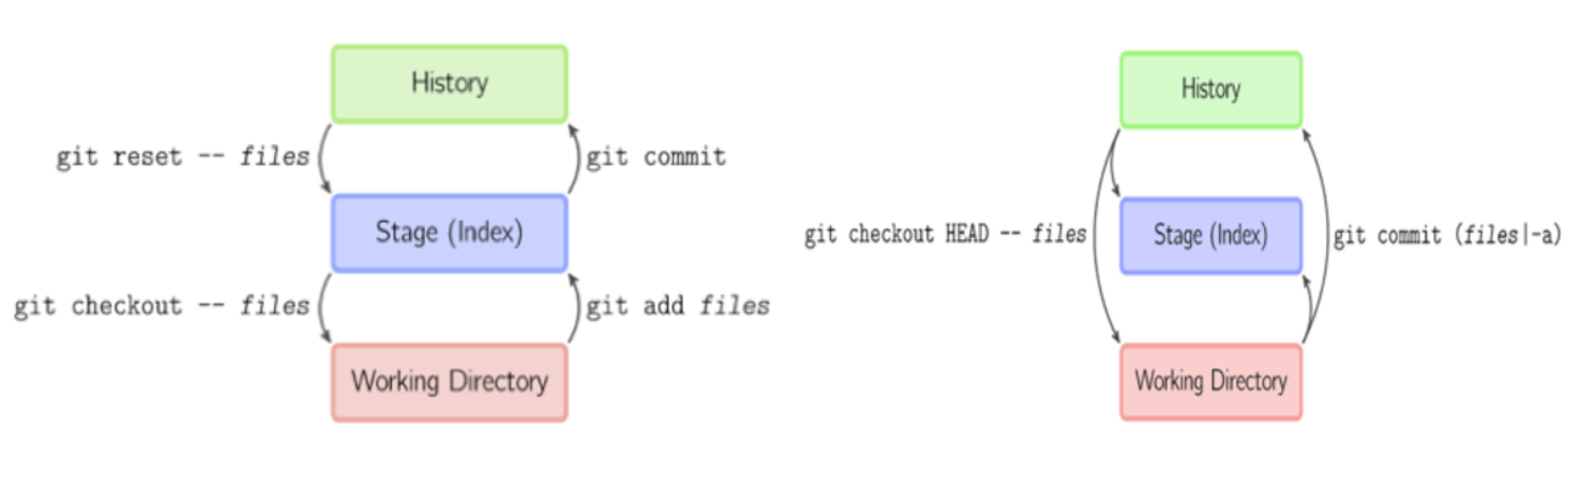 History
git reset -- files
git commit
Stage (Index)
git checkout -- files
git add files
Working Directory
History
git checkout HEAD -- files
Stage (Index)
git commit (files|-a)
Working Directory